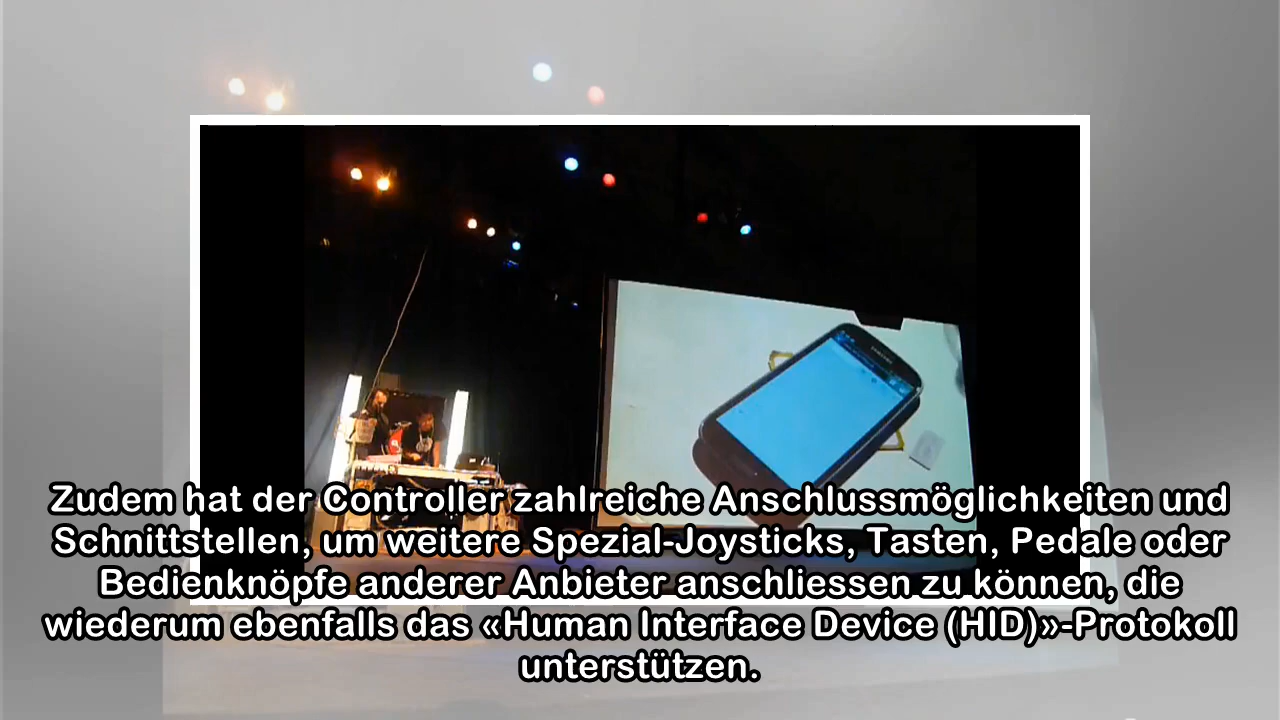 Zudem hat der Controller zahlreiche Anschlussmöglichkeiten und
Schnittstellen, um weitere Spezial-Joysticks, Tasten, Pedale oder
Bedienknöpfe anderer Anbieter anschliessen zu können, die
wiederum ebenfalls das «Human Interface Device (HID)»-Protokoll
unterstützen.